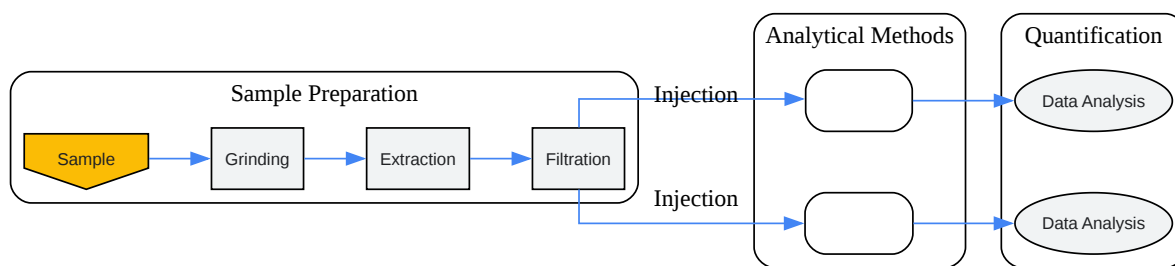 Sample Preparation
Sample
Grinding
Extraction
Filtration
Injection
Injection
Analytical Methods
Quantification
Data Analysis
Data Analysis